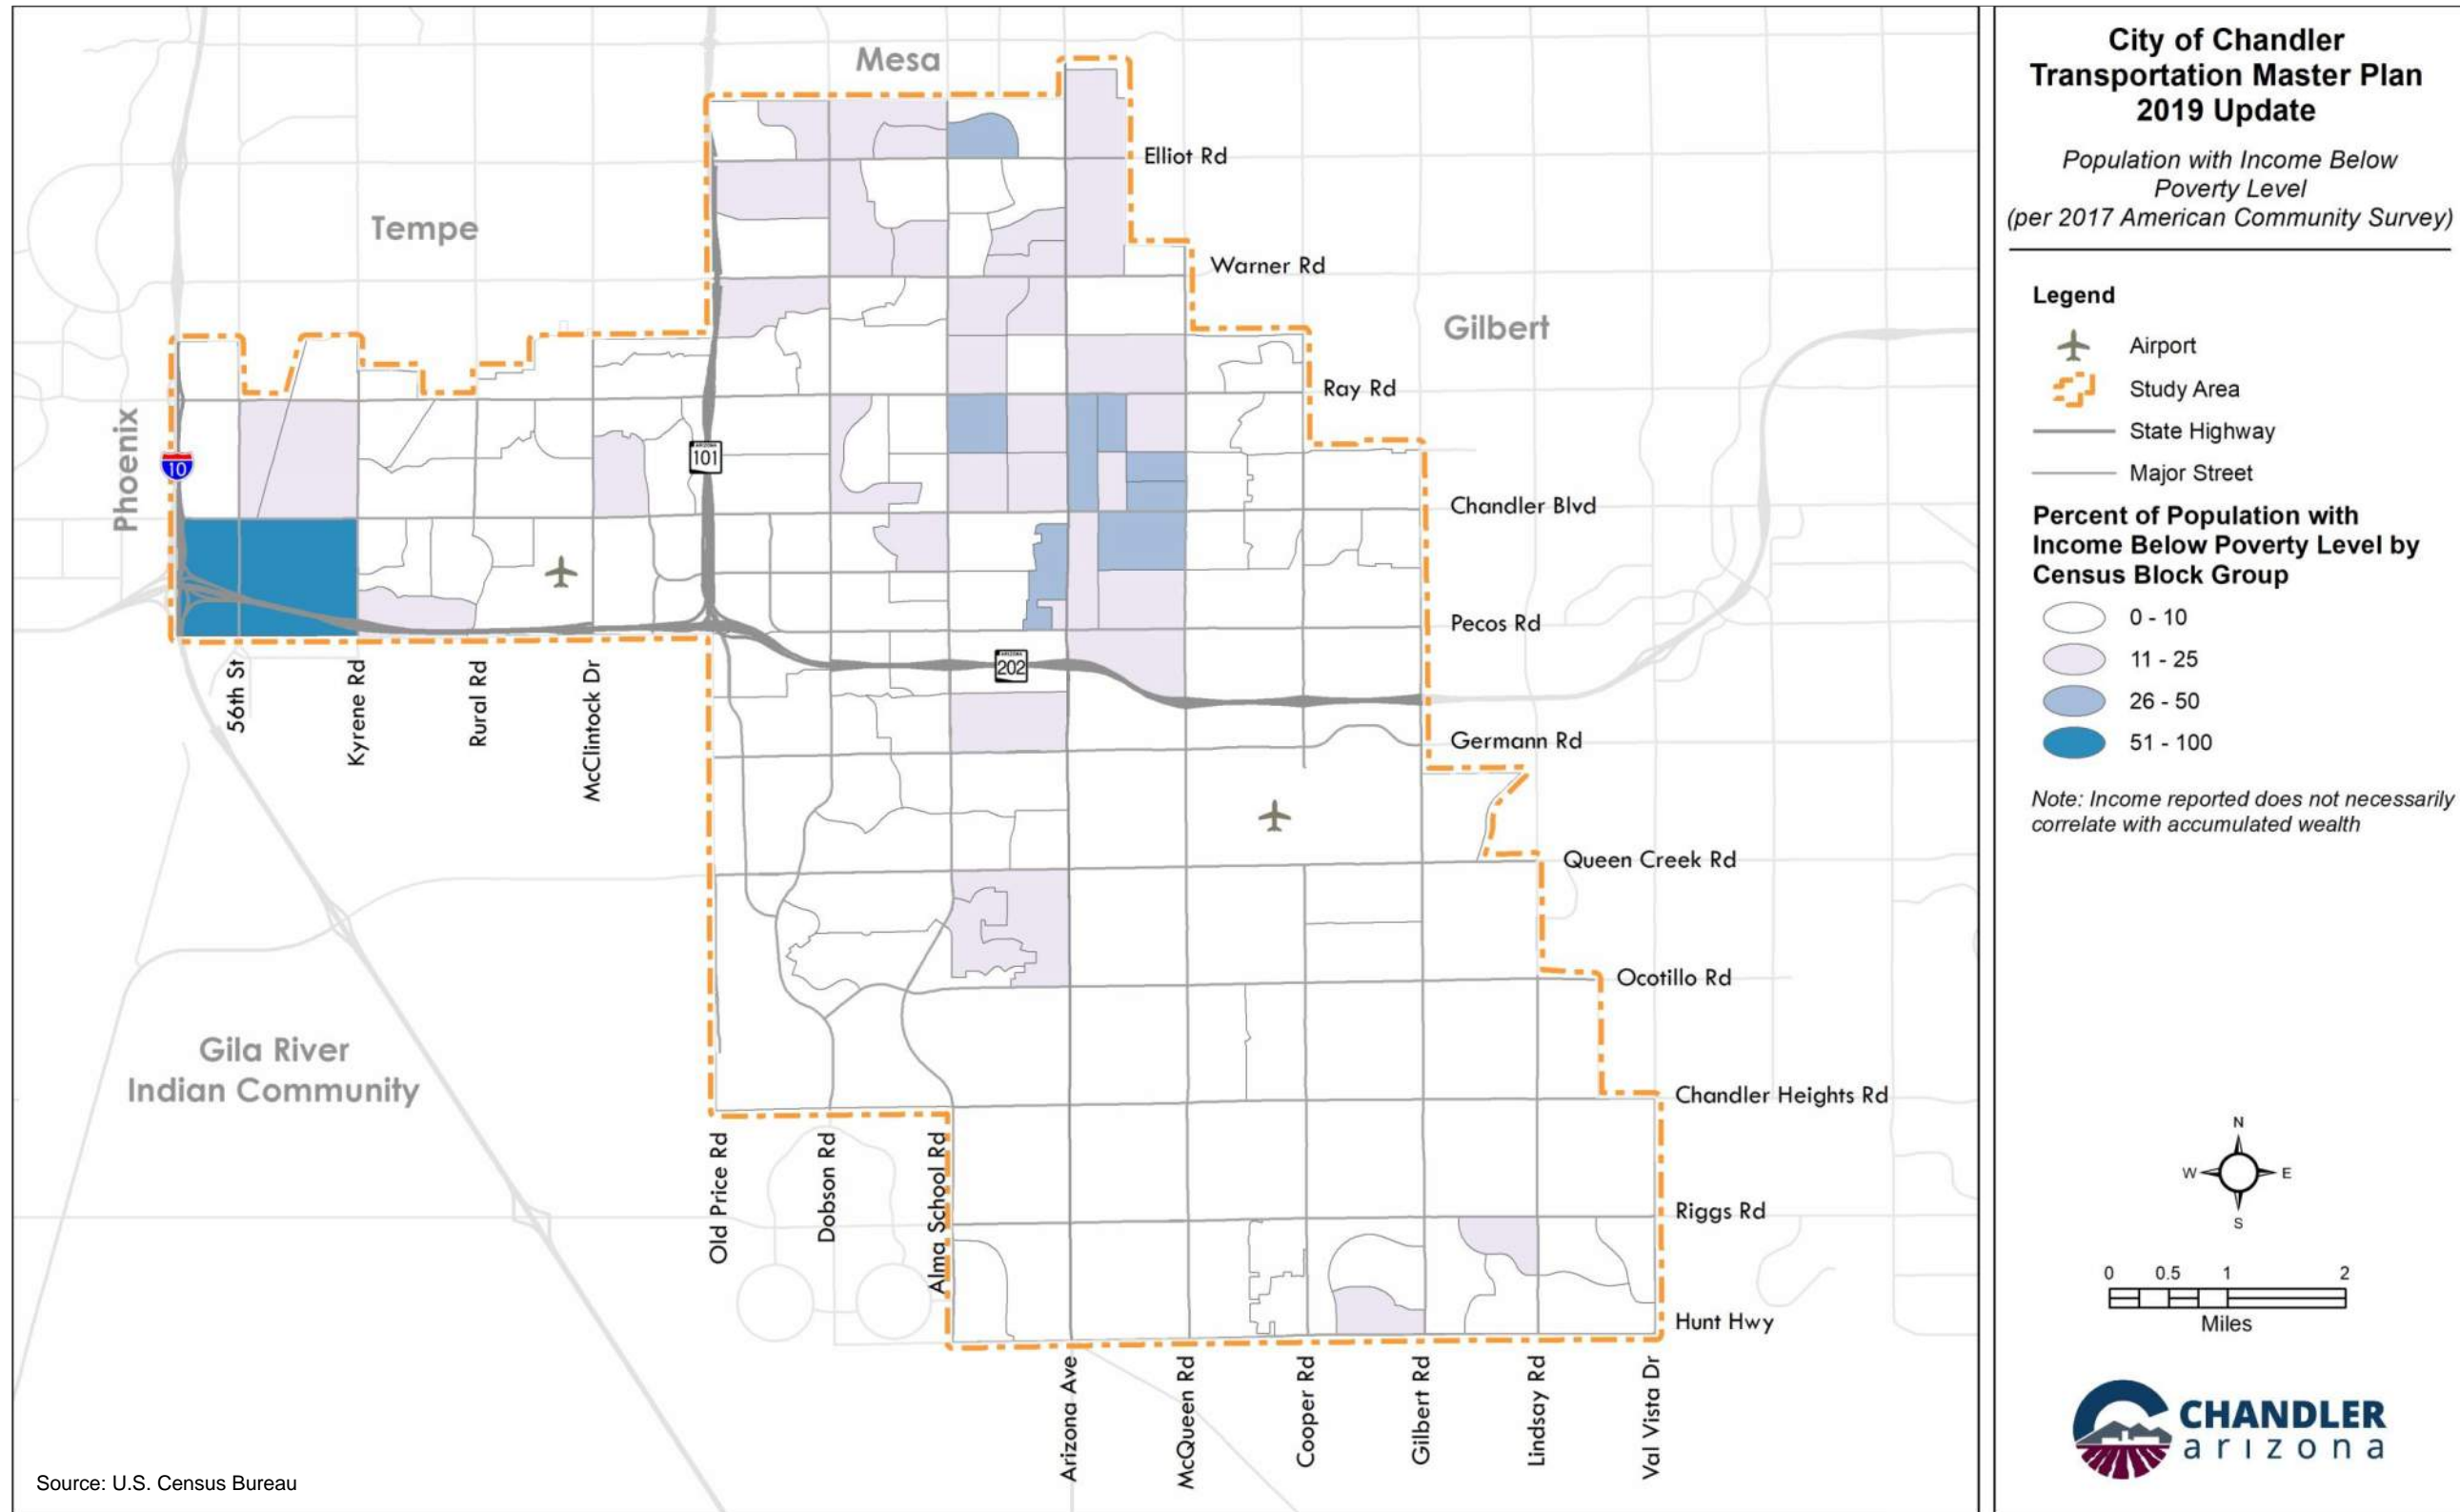 Mesa
Elliot Rd
Tempe
Warner Rd
Gilbert
Phoenix
10
ARIZONA
101
Ray Rd
Chandler Blvd
Pecos Rd
56th St
Kyrene Rd
Rural Rd
McClintock Dr
ARIZONA
202
Germann Rd
Queen Creek Rd
Ocotillo Rd
Gila River
Indian Community
Chandler Heights Rd
Old Price Rd
Dobson Rd
Alma School Rd
Riggs Rd
Hunt Hwy
Arizona Ave
McQueen Rd
Cooper Rd
Gilbert Rd
Lindsay Rd
Val Vista Dr
Source: U.S. Census Bureau
City of Chandler
Transportation Master Plan
2019 Update
Population with Income Below
Poverty Level
(per 2017 American Community Survey)
Legend
Airport
Study Area
State Highway
Major Street
Percent of Population with
Income Below Poverty Level by
Census Block Group
0 - 10
11 - 25
26 - 50
51 - 100
Note: Income reported does not necessarily
correlate with accumulated wealth
N
W E
S
0 0.5 1 2
Miles
CHANDLER
arizona